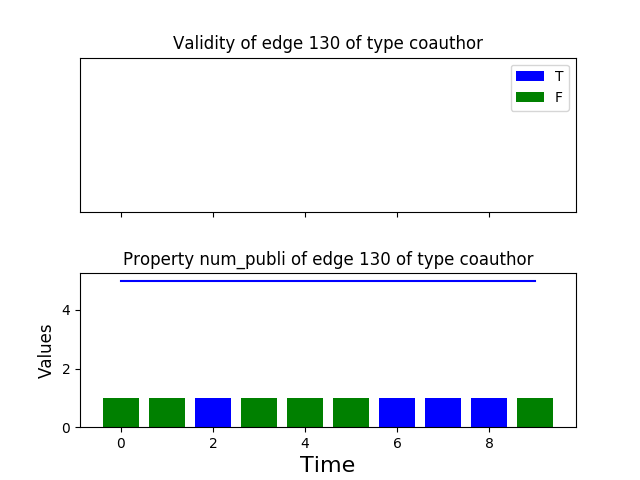 Validity of edge 130 of type coauthor
T
F
Property num_publi of edge 130 of type coauthor
4
2
0
Values
0 2 4 6 8
Time